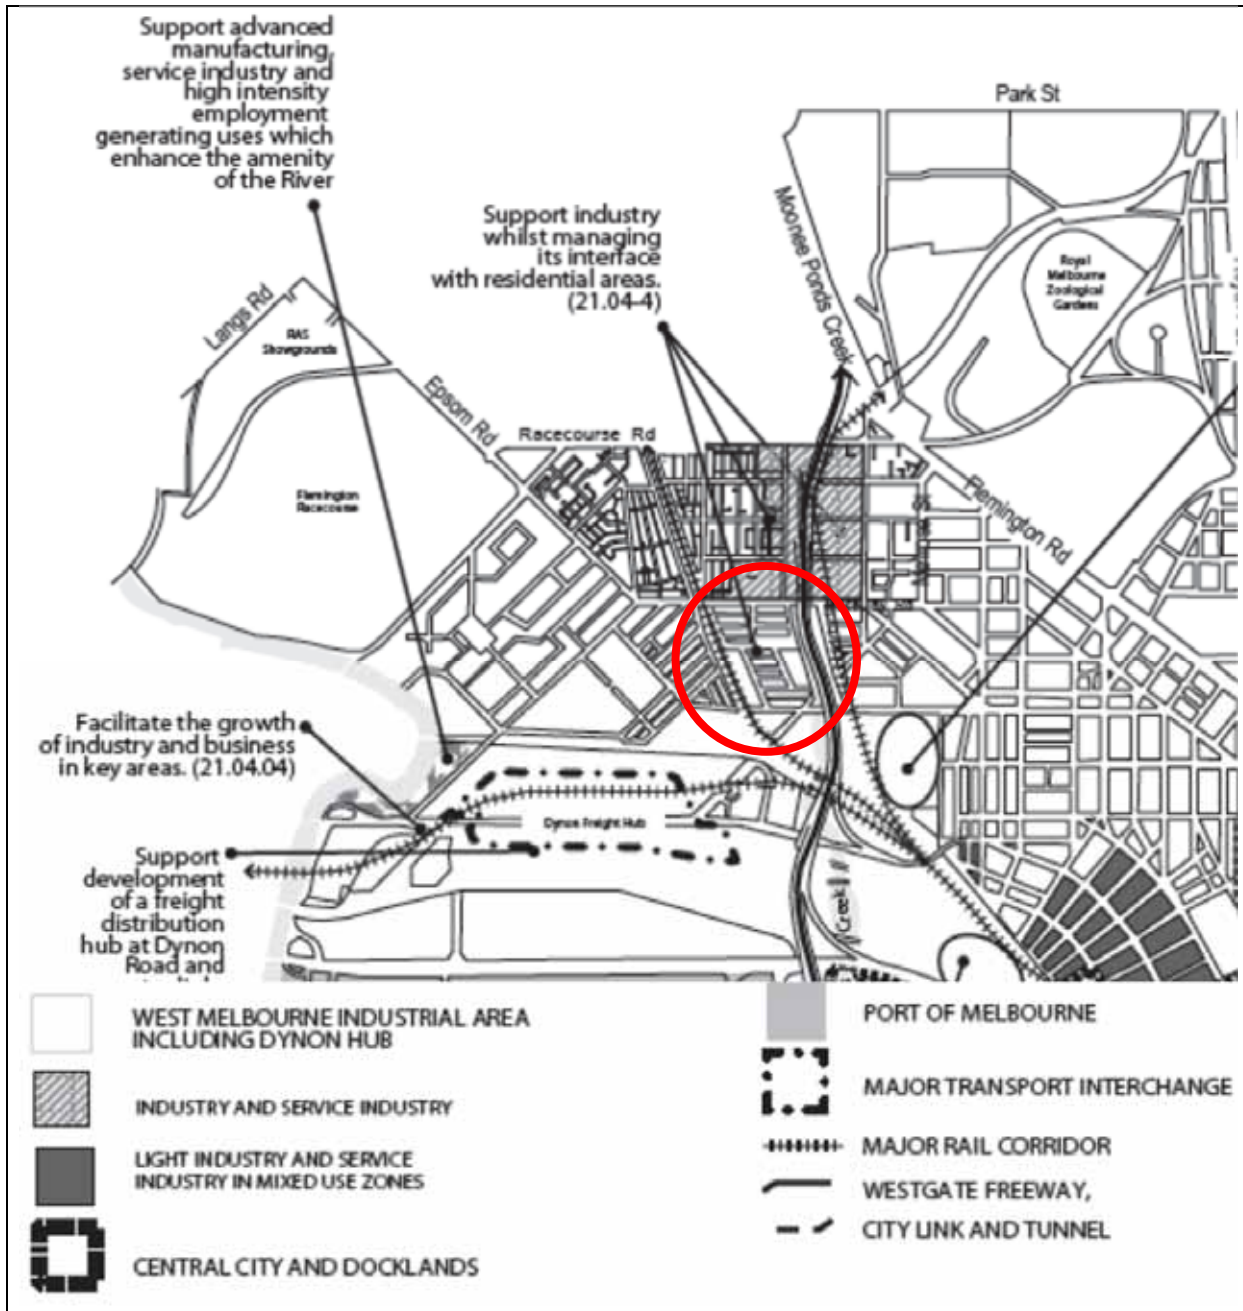 Support advanced
manufacturing,
service industry and
high intensity
employment
generating uses which
enhance the amenity
of the River
Park St
Support industry
whilst managing
its interface
with residential areas.
(21.04-4)
Moonee Ponds Creek
Royal
Melbourne
Zoological
Gardens
Langs Rd
RAS
Showgrounds
Epsom Rd
Racecourse Rd
Flemington
Racecourse
Flemington Rd
Facilitate the growth
of industry and business
in key areas. (21.04.04)
Dynon Freight Hub
Support
development
of a freight
distribution
hub at Dynon
Road and
Creek
WEST MELBOURNE INDUSTRIAL AREA
INCLUDING DYNON HUB
INDUSTRY AND SERVICE INDUSTRY
LIGHT INDUSTRY AND SERVICE
INDUSTRY IN MIXED USE ZONES
CENTRAL CITY AND DOCKLANDS
PORT OF MELBOURNE
MAJOR TRANSPORT INTERCHANGE
MAJOR RAIL CORRIDOR
WESTGATE FREEWAY,
CITY LINK AND TUNNEL